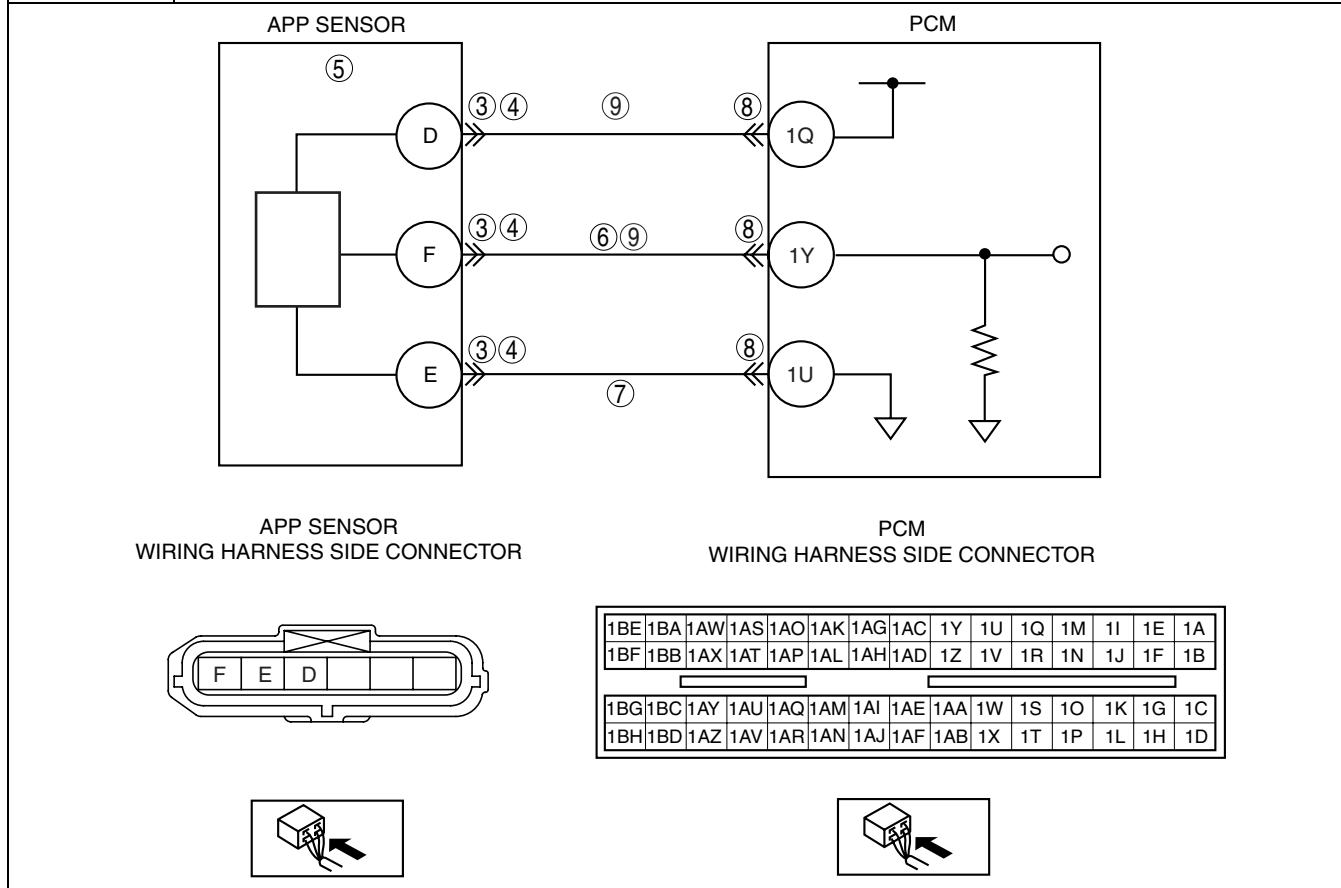 APP SENSOR
PCM
⑤
D
③④
⑨
⑧
1Q
F
③④
⑥⑨
⑧
1Y
E
③④
⑦
⑧
1U
APP SENSOR
WIRING HARNESS SIDE CONNECTOR
PCM
WIRING HARNESS SIDE CONNECTOR
F E D
1BE 1BA 1AW 1AS 1AO 1AK 1AG 1AC 1Y 1U 1Q 1M 1I 1E 1A
1BF 1BB 1AX 1AT 1AP 1AL 1AH 1AD 1Z 1V 1R 1N 1J 1F 1B
1BG 1BC 1AY 1AU 1AQ 1AM 1AI 1AE 1AA 1W 1S 1O 1K 1G 1C
1BH 1BD 1AZ 1AV 1AR 1AN 1AJ 1AF 1AB 1X 1T 1P 1L 1H 1D